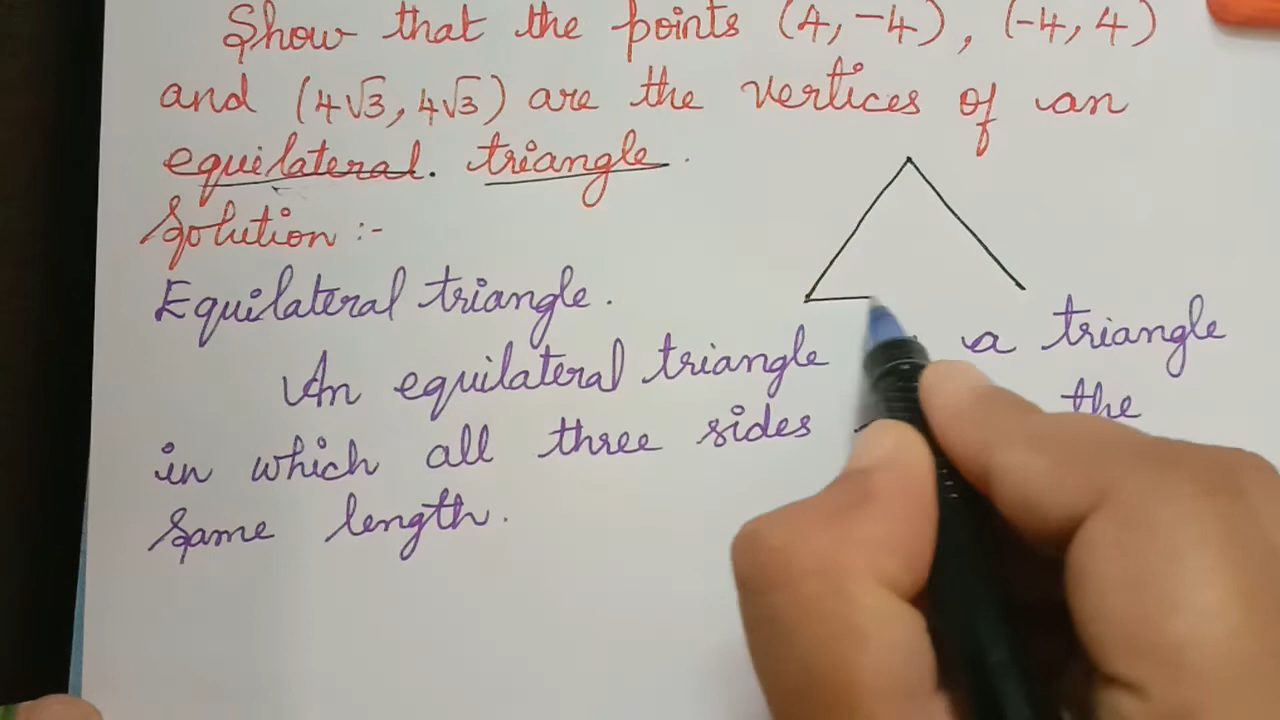 Show that the points (4, -4), (-4, 4)
and (4√3, 4√3) are the vertices of an
equilateral. triangle.
Solution :-
Equilateral triangle.
An equilateral triangle a triangle
in which all three sides the
same length.